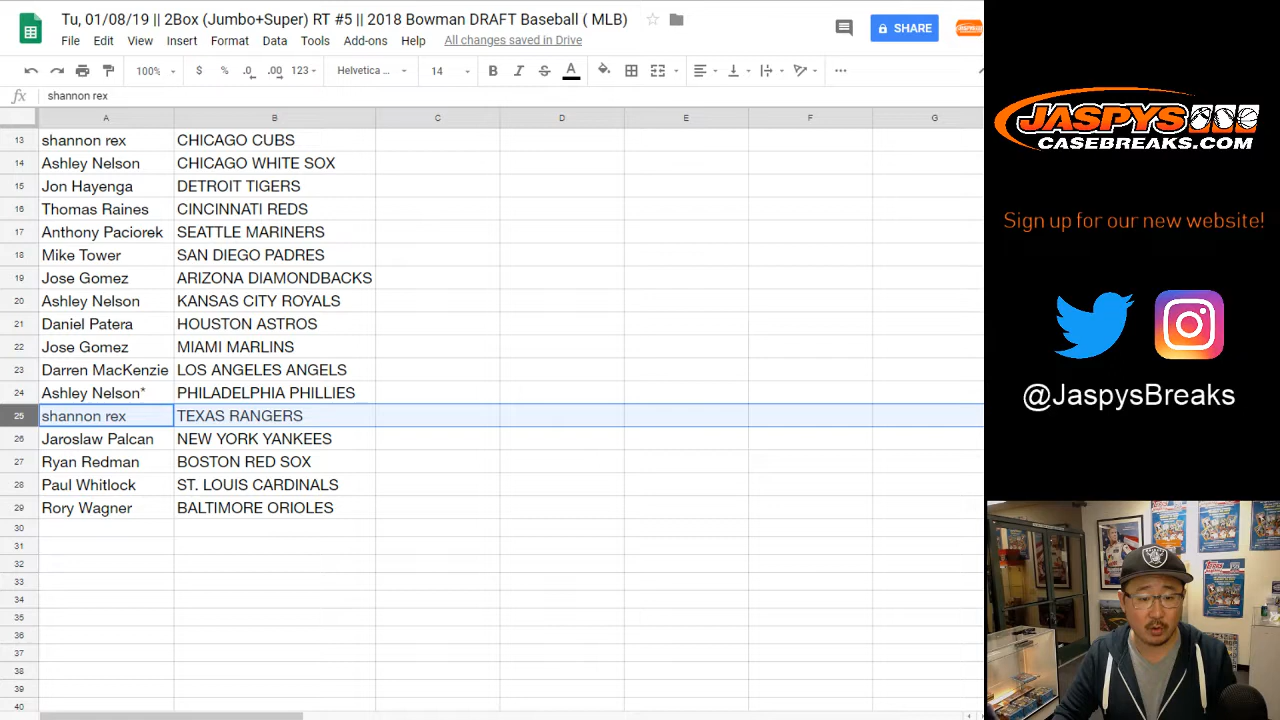 Tu, 01/08/19 || 2Box (Jumbo+Super) RT #5 || 2018 Bowman DRAFT Baseball ( MLB)
File Edit View Insert Format Data Tools Add-ons Help All changes saved in Drive
SHARE
100% $ % .0 .00 123 Helvetica ... 14 B I S A
fx shannon rex
A B C D E F G
13 shannon rex CHICAGO CUBS
14 Ashley Nelson CHICAGO WHITE SOX
15 Jon Hayenga DETROIT TIGERS
16 Thomas Raines CINCINNATI REDS
17 Anthony Paciorek SEATTLE MARINERS
18 Mike Tower SAN DIEGO PADRES
19 Jose Gomez ARIZONA DIAMONDBACKS
20 Ashley Nelson KANSAS CITY ROYALS
21 Daniel Patera HOUSTON ASTROS
22 Jose Gomez MIAMI MARLINS
23 Darren MacKenzie LOS ANGELES ANGELS
24 Ashley Nelson* PHILADELPHIA PHILLIES
25 shannon rex TEXAS RANGERS
26 Jaroslaw Palcan NEW YORK YANKEES
27 Ryan Redman BOSTON RED SOX
28 Paul Whitlock ST. LOUIS CARDINALS
29 Rory Wagner BALTIMORE ORIOLES
30
31
32
33
34
35
36
37
38
39
40
JASPYS
CASEBREAKS.COM
Sign up for our new website!
@JaspysBreaks